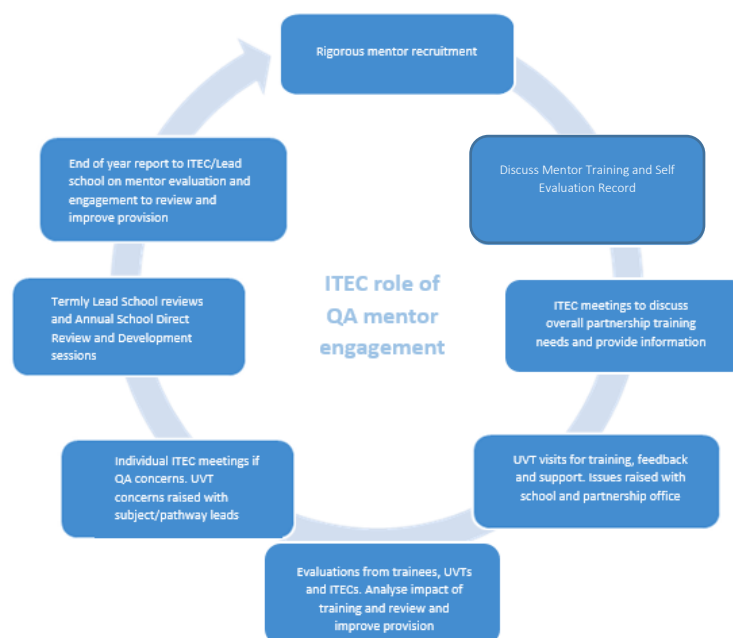 Rigorous mentor recruitment
Discuss Mentor Training and Self
Evaluation Record
ITEC meetings to discuss
overall partnership training
needs and provide information
UVT visits for training, feedback
and support. Issues raised with
school and partnership office
Evaluations from trainees, UVTs
and ITECs. Analyse impact of
training and review and
improve provision
Individual ITEC meetings if
QA concerns. UVT
concerns raised with
subject/pathway leads
Termly Lead School reviews
and Annual School Direct
Review and Development
sessions
End of year report to ITEC/Lead
school on mentor evaluation and
engagement to review and
improve provision
ITEC role of
QA mentor
engagement